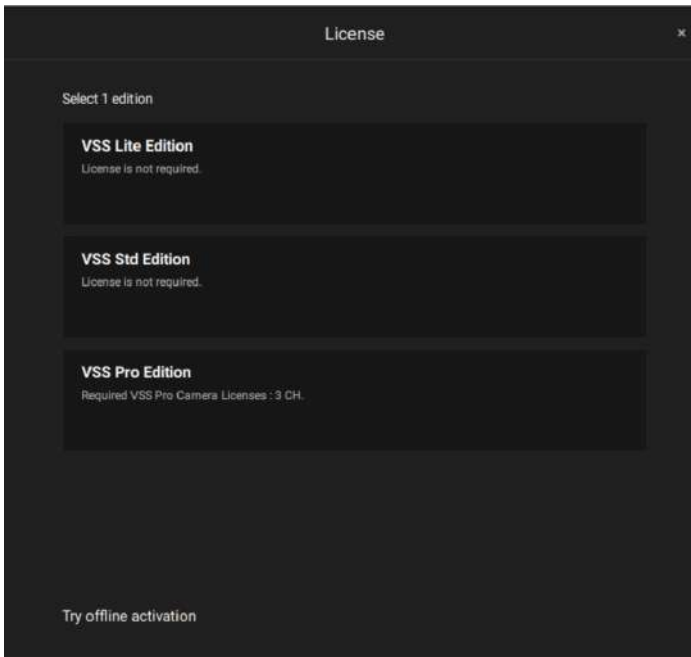 License
×
Select 1 edition
VSS Lite Edition
License is not required.
VSS Std Edition
License is not required.
VSS Pro Edition
Required VSS Pro Camera Licenses : 3 CH.
Try offline activation